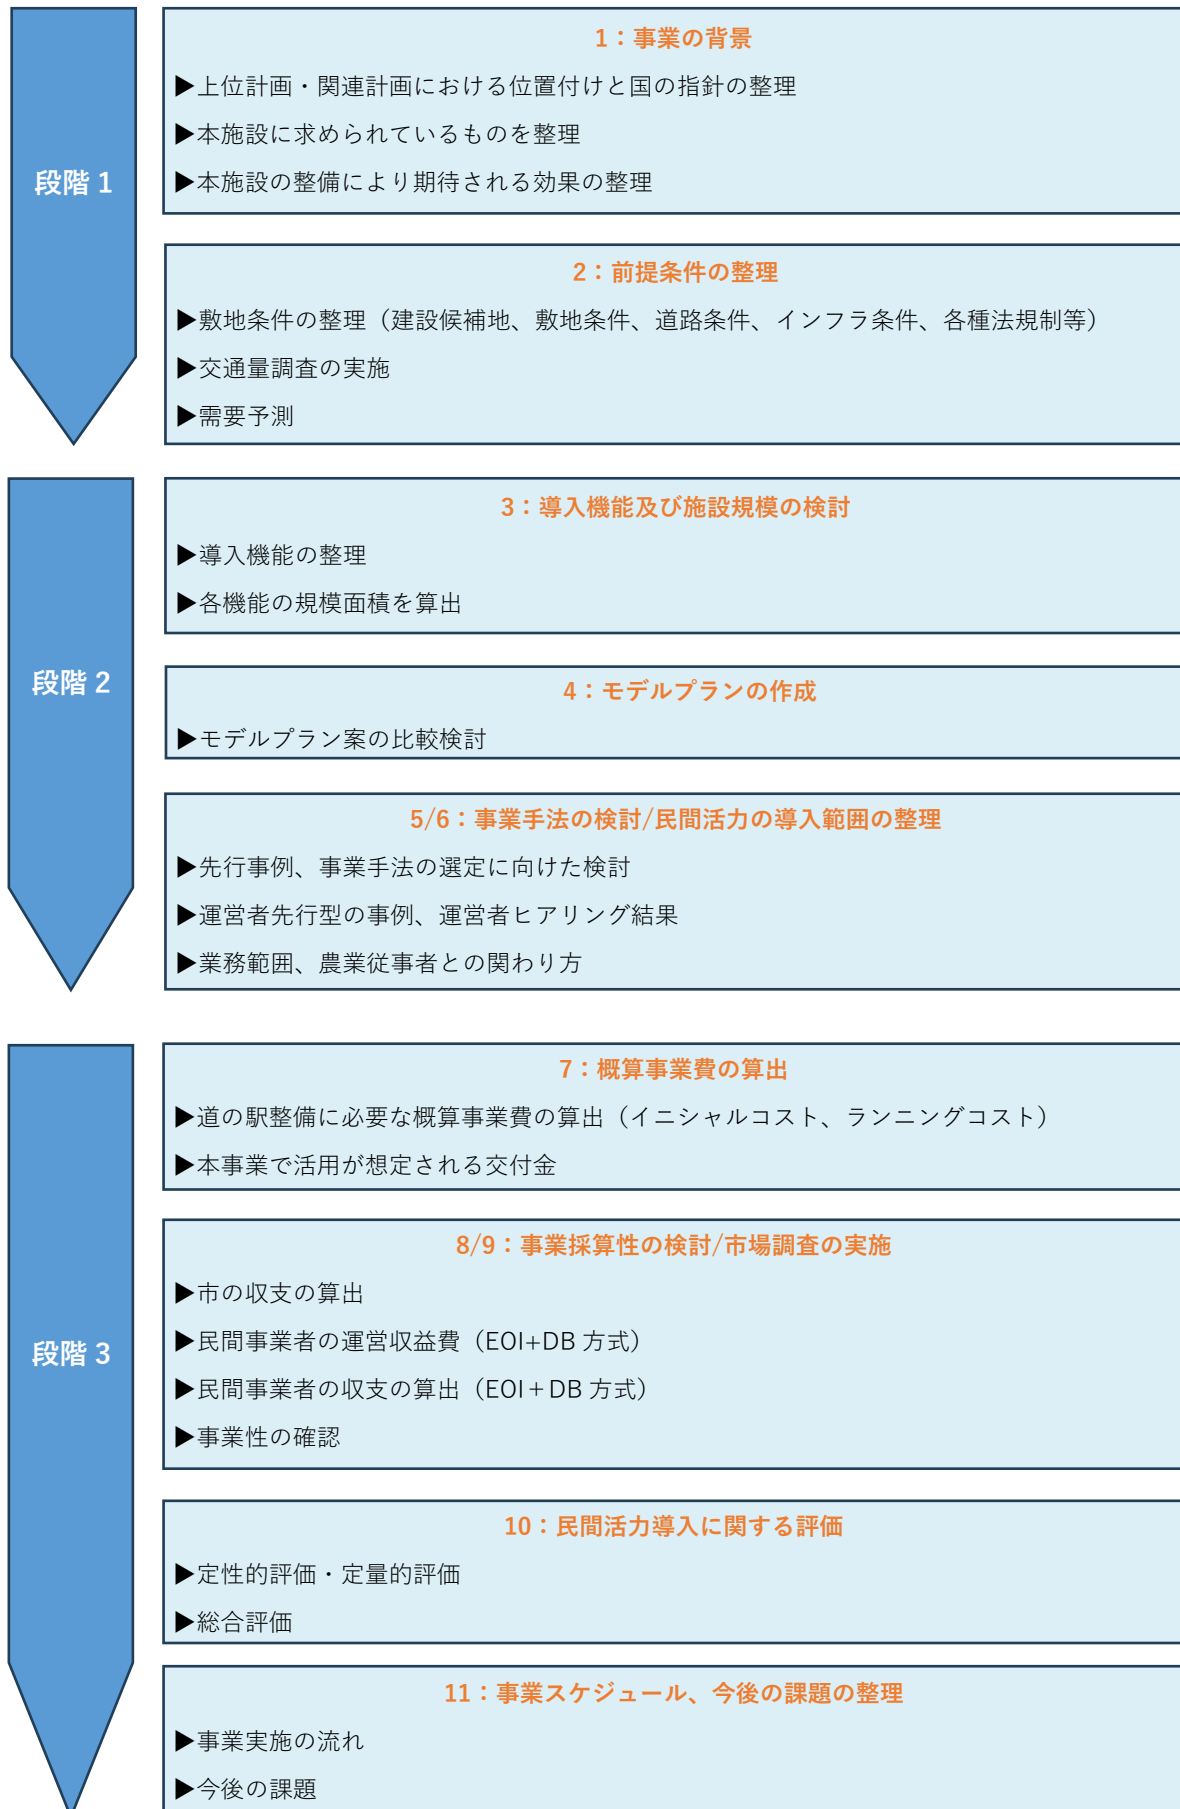 段階 1
1：事業の背景
▶上位計画・関連計画における位置付けと国の指針の整理
▶本施設に求められているものを整理
▶本施設の整備により期待される効果の整理
2：前提条件の整理
▶敷地条件の整理（建設候補地、敷地条件、道路条件、インフラ条件、各種法規制等）
▶交通量調査の実施
▶需要予測
段階 2
3：導入機能及び施設規模の検討
▶導入機能の整理
▶各機能の規模面積を算出
4：モデルプランの作成
▶モデルプラン案の比較検討
5/6：事業手法の検討/民間活力の導入範囲の整理
▶先行事例、事業手法の選定に向けた検討
▶運営者先行型の事例、運営者ヒアリング結果
▶業務範囲、農業従事者との関わり方
段階 3
7：概算事業費の算出
▶道の駅整備に必要な概算事業費の算出（イニシャルコスト、ランニングコスト）
▶本事業で活用が想定される交付金
8/9：事業採算性の検討/市場調査の実施
▶市の収支の算出
▶民間事業者の運営収益費（EOI+DB 方式）
▶民間事業者の収支の算出（EOI＋DB 方式）
▶事業性の確認
10：民間活力導入に関する評価
▶定性的評価・定量的評価
▶総合評価
11：事業スケジュール、今後の課題の整理
▶事業実施の流れ
▶今後の課題